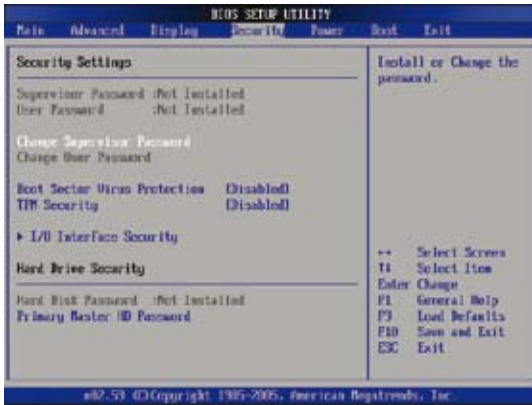 BIOS SETUP UTILITY
Main Advanced Display Security Power Boot Exit
Security Settings
Supervisor Password :Not Installed
User Password :Not Installed
Change Supervisor Password
Change User Password
Boot Sector Virus Protection [Disabled]
TPM Security [Disabled]
▶ I/O Interface Security
Hard Drive Security
Hard Disk Password :Not Installed
Primary Master HD Password
Install or Change the
password.
↔ Select Screen
↑↓ Select Item
Enter Change
F1 General Help
F9 Load Defaults
F10 Save and Exit
ESC Exit
v02.59 (C)Copyright 1985-2005, American Megatrends, Inc.